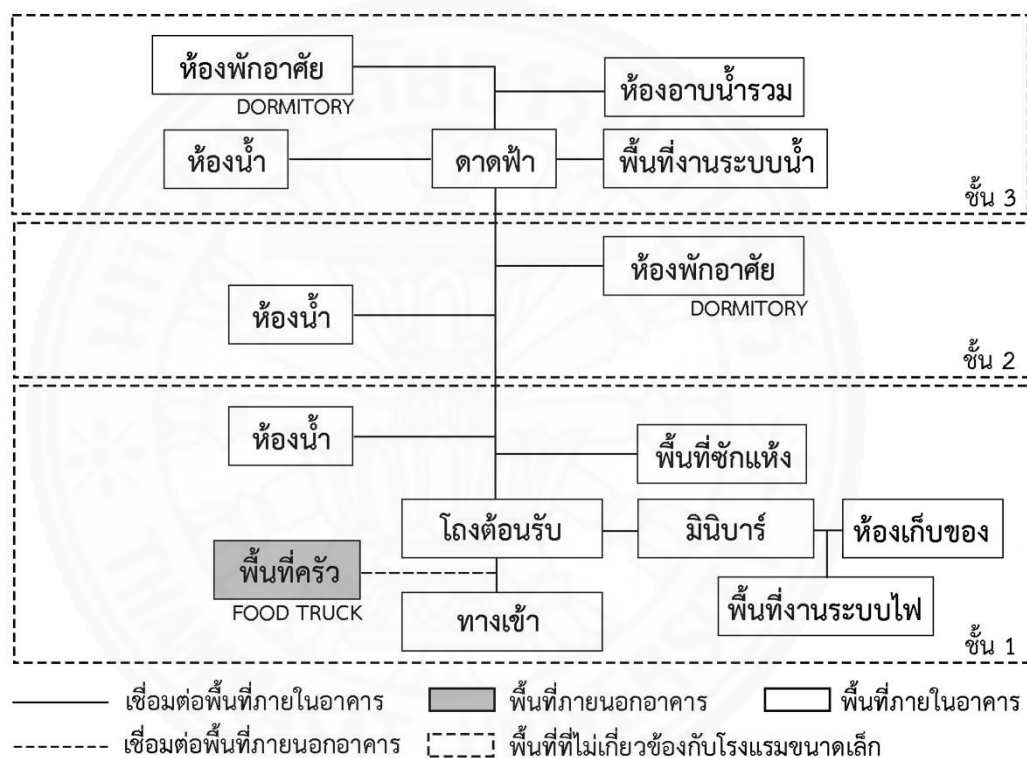 ห้องพักอาศัย
DORMITORY
ห้องอาบน้ำรวม
ห้องน้ำ
ดาดฟ้า
พื้นที่งานระบบน้ำ
ชั้น 3
ห้องพักอาศัย
DORMITORY
ห้องน้ำ
ชั้น 2
ห้องน้ำ
พื้นที่ซักแห้ง
โถงต้อนรับ
มินิบาร์
ห้องเก็บของ
พื้นที่ครัว
FOOD TRUCK
ทางเข้า
พื้นที่งานระบบไฟ
ชั้น 1
เชื่อมต่อพื้นที่ภายในอาคาร
พื้นที่ภายนอกอาคาร
พื้นที่ภายในอาคาร
เชื่อมต่อพื้นที่ภายนอกอาคาร
พื้นที่ที่ไม่เกี่ยวข้องกับโรงแรมขนาดเล็ก